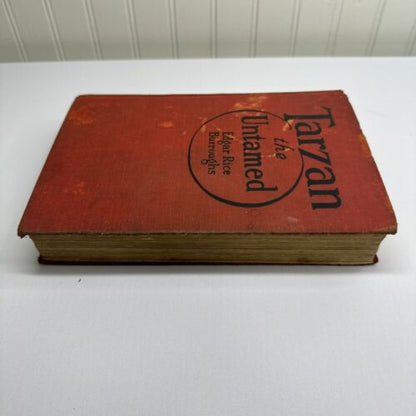 Tarzan
the
Untamed
Edgar Rice
Burroughs